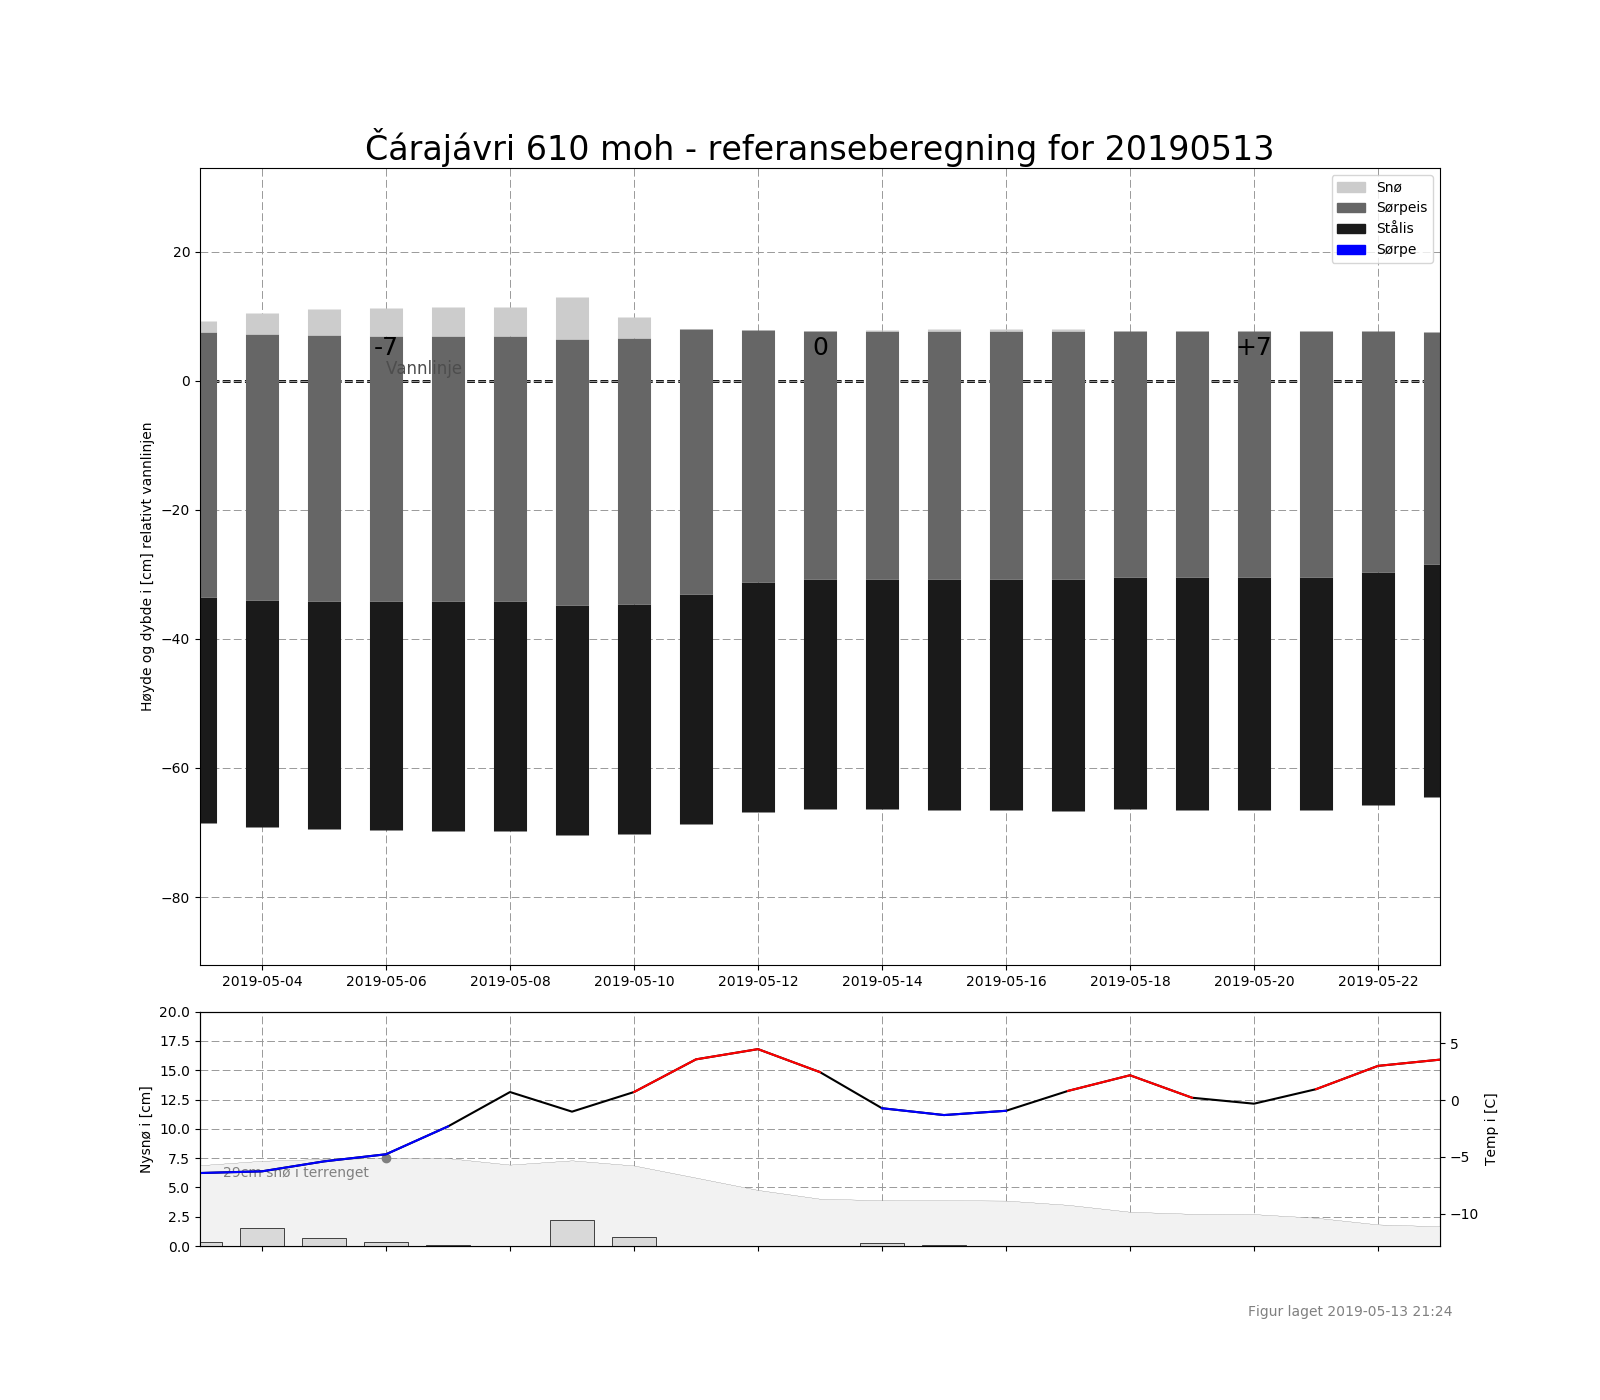 Čárajávri 610 moh - referanseberegning for 20190513
Snø
Sørpeis
Stålis
Sørpe
20
0
−20
−40
−60
−80
Høyde og dybde i [cm] relativt vannlinjen
-7
0
+7
Vannlinje
2019-05-04 2019-05-06 2019-05-08 2019-05-10 2019-05-12 2019-05-14 2019-05-16 2019-05-18 2019-05-20 2019-05-22
20.0
17.5
15.0
12.5
10.0
7.5
5.0
2.5
0.0
Nysnø i [cm]
29cm snø i terrenget
5
0
−5
−10
Temp i [C]
Figur laget 2019-05-13 21:24